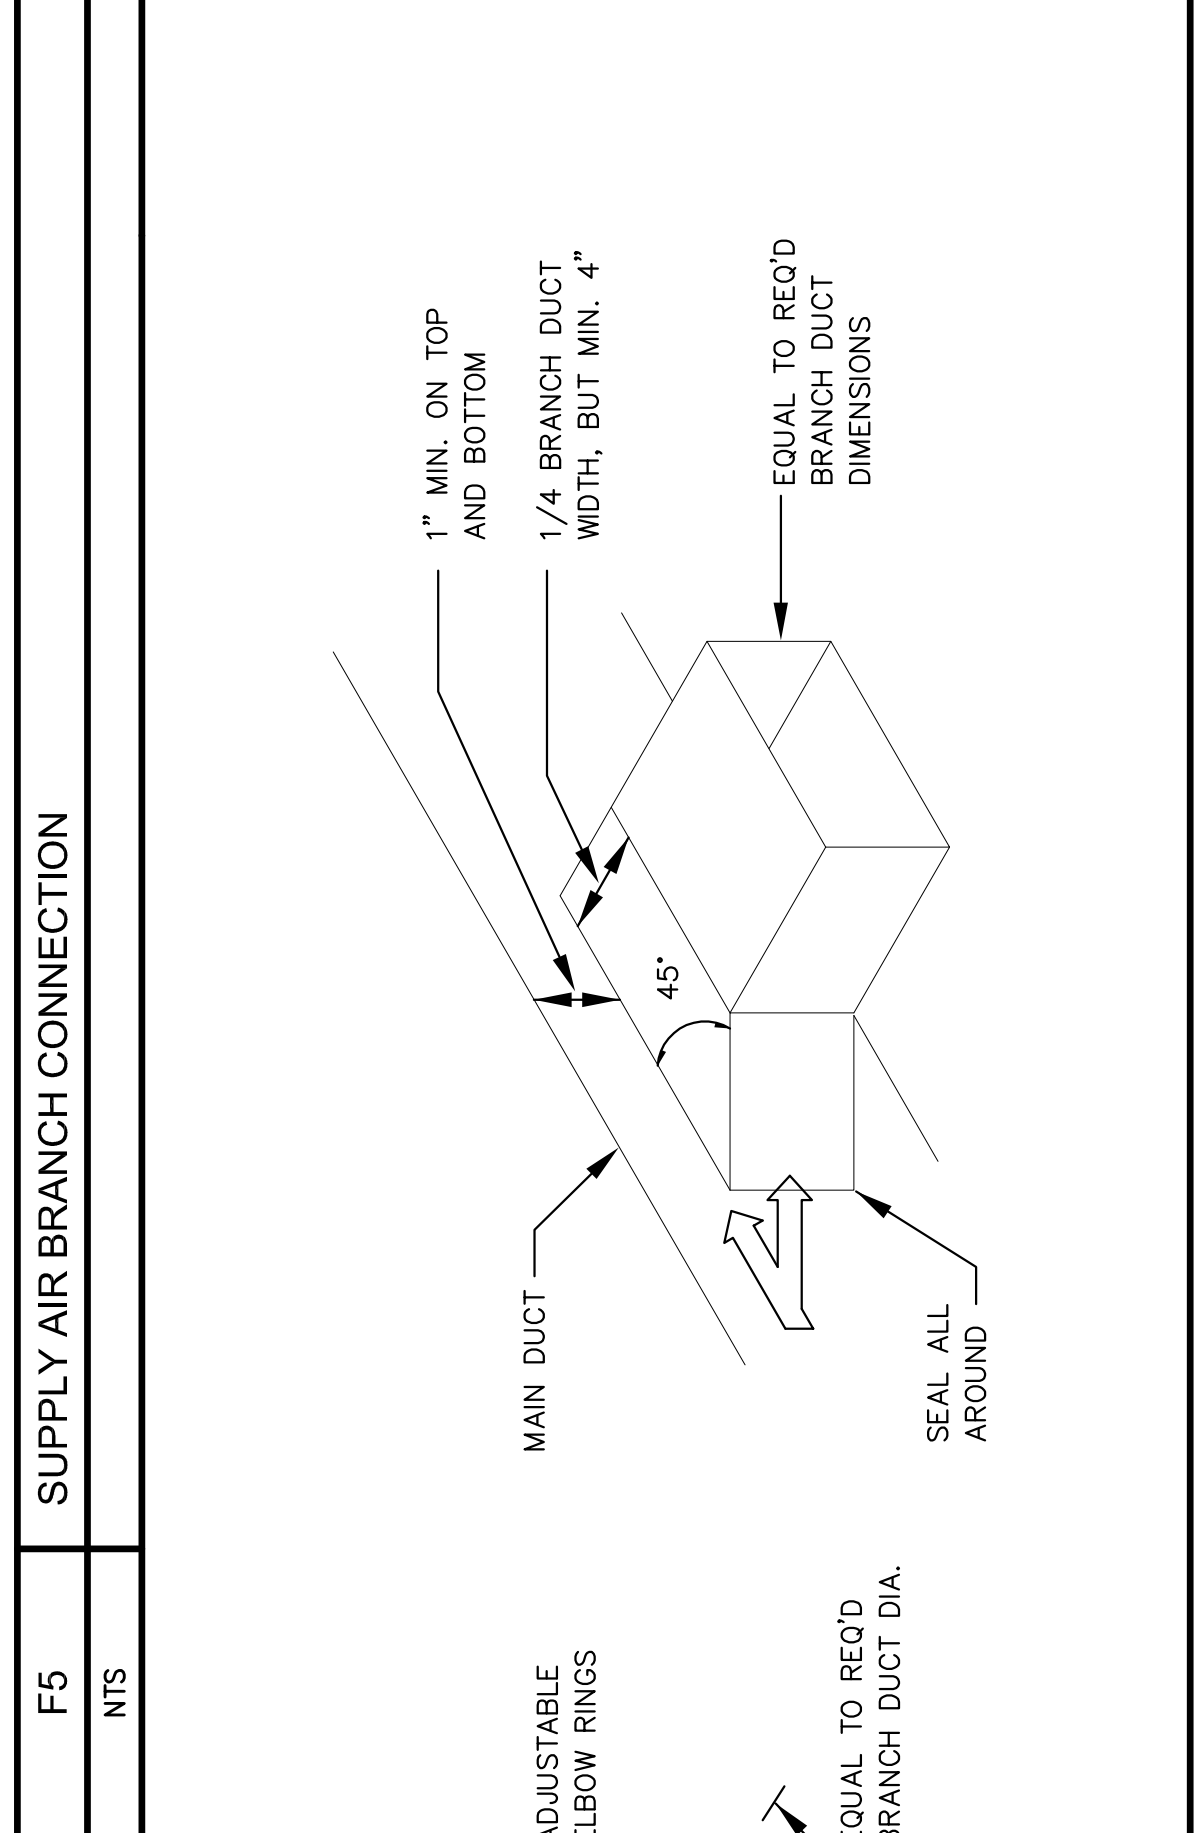 F5
SUPPLY AIR BRANCH CONNECTION
NTS
1" MIN. ON TOP
AND BOTTOM
1/4 BRANCH DUCT
WIDTH, BUT MIN. 4"
EQUAL TO REQ'D
BRANCH DUCT
DIMENSIONS
45°
MAIN DUCT
SEAL ALL
AROUND
ADJUSTABLE
ELBOW RINGS
EQUAL TO REQ'D
BRANCH DUCT DIA.